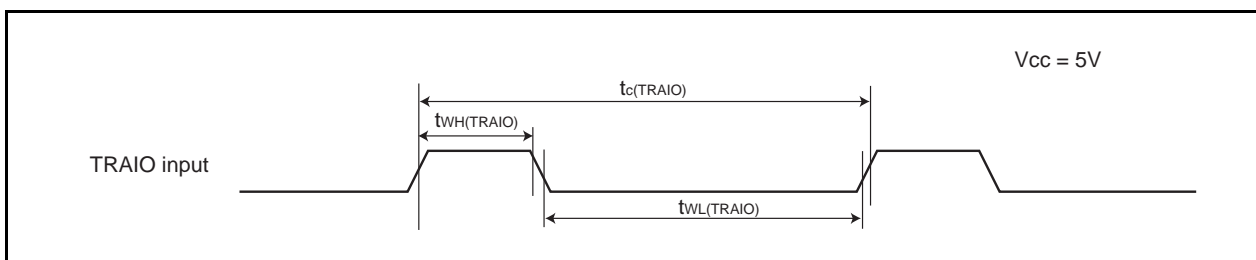 Vcc = 5V
tc(TRAIO)
tWH(TRAIO)
TRAIO input
tWL(TRAIO)